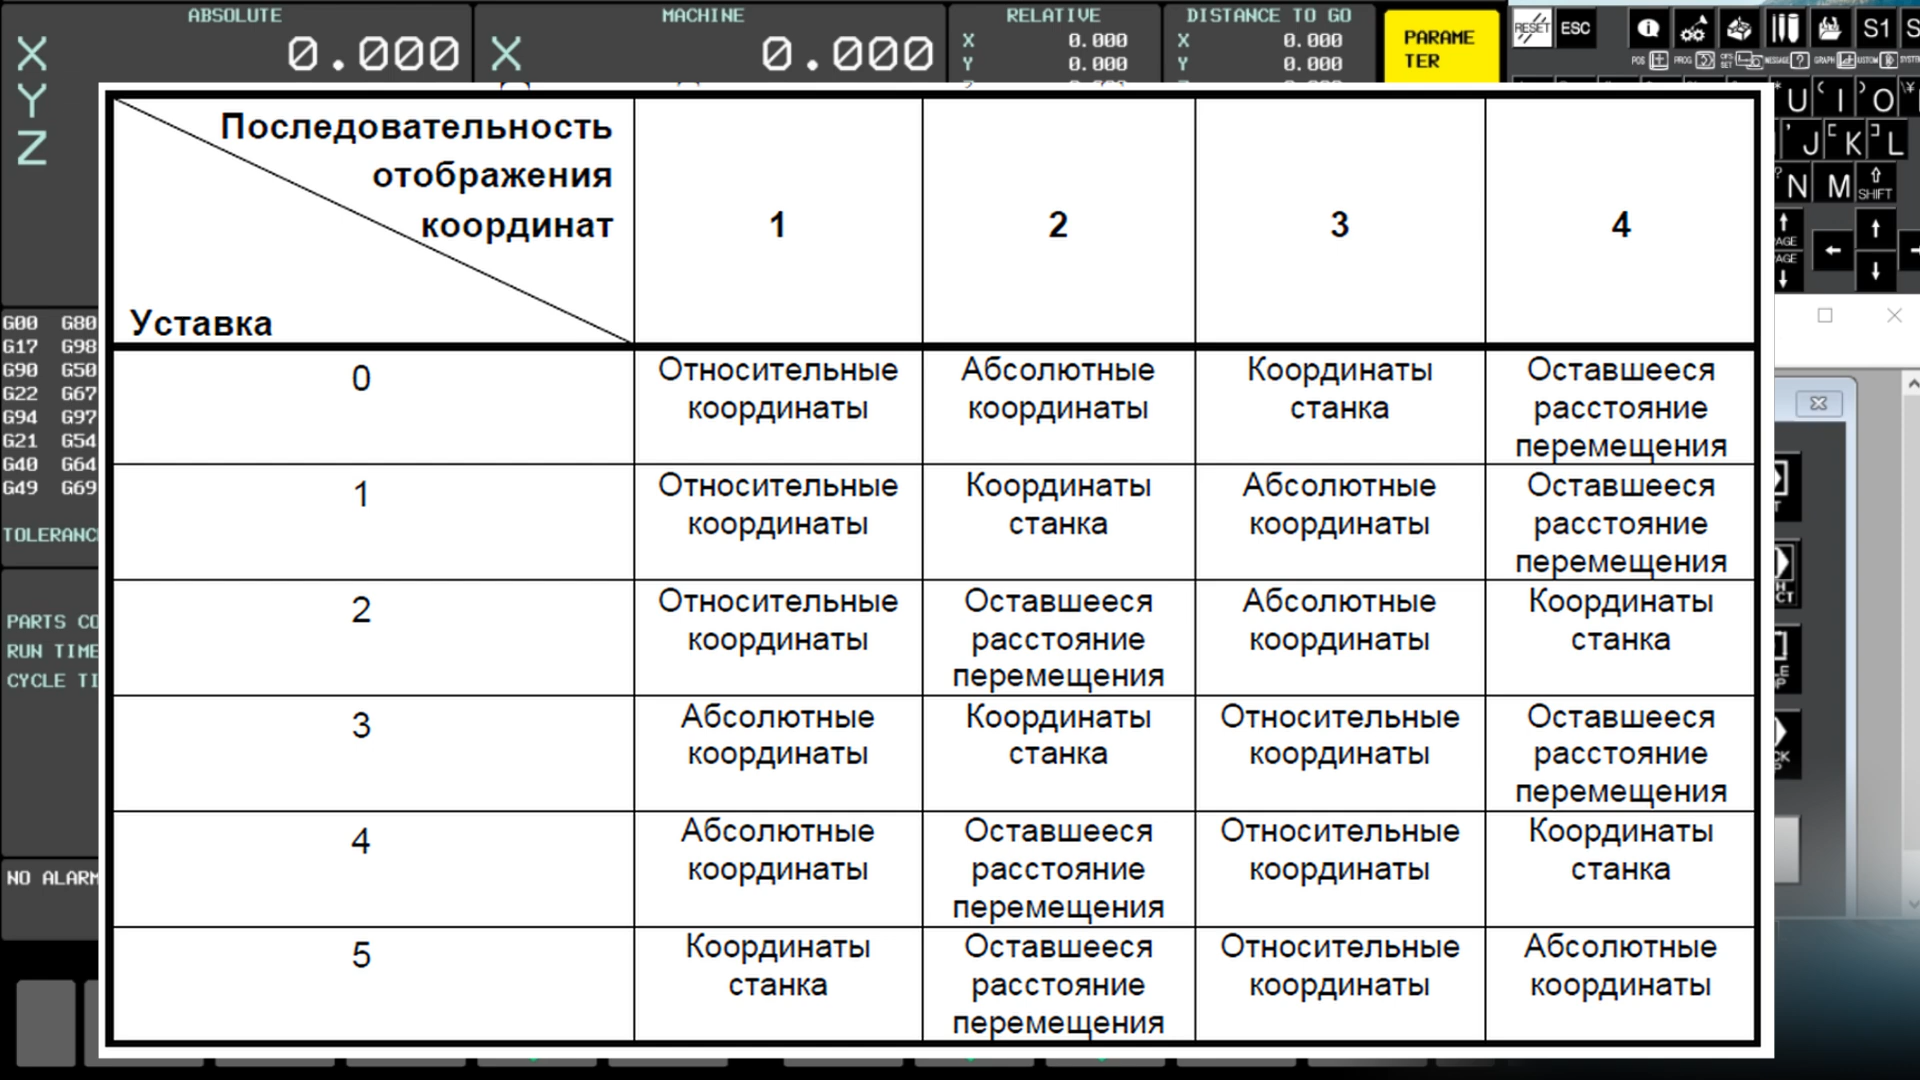 ABSOLUTE
MACHINE
RELATIVE
DISTANCE TO GO
X 0.000
X 0.000
X 0.000
X 0.000
Y
Y 0.000
Y 0.000
Z
PARAME
TER
RESET
ESC
S1
POS
PROG
OFS
SET
MESSAGE
GRAPH
U
I
O
J
K
L
N
M
SHIFT
Последовательность
отображения
координат
Уставка
1
2
3
4
0
Относительные
координаты
Абсолютные
координаты
Координаты
станка
Оставшееся
расстояние
перемещения
1
Относительные
координаты
Координаты
станка
Абсолютные
координаты
Оставшееся
расстояние
перемещения
2
Относительные
координаты
Оставшееся
расстояние
перемещения
Абсолютные
координаты
Координаты
станка
3
Абсолютные
координаты
Координаты
станка
Относительные
координаты
Оставшееся
расстояние
перемещения
4
Абсолютные
координаты
Оставшееся
расстояние
перемещения
Относительные
координаты
Координаты
станка
5
Координаты
станка
Оставшееся
расстояние
перемещения
Относительные
координаты
Абсолютные
координаты
G00 G80
G17 G98
G90 G50
G22 G67
G94 G97
G21 G54
G40 G64
G49 G69
TOLERANC
PARTS CO
RUN TIME
CYCLE TI
NO ALARM